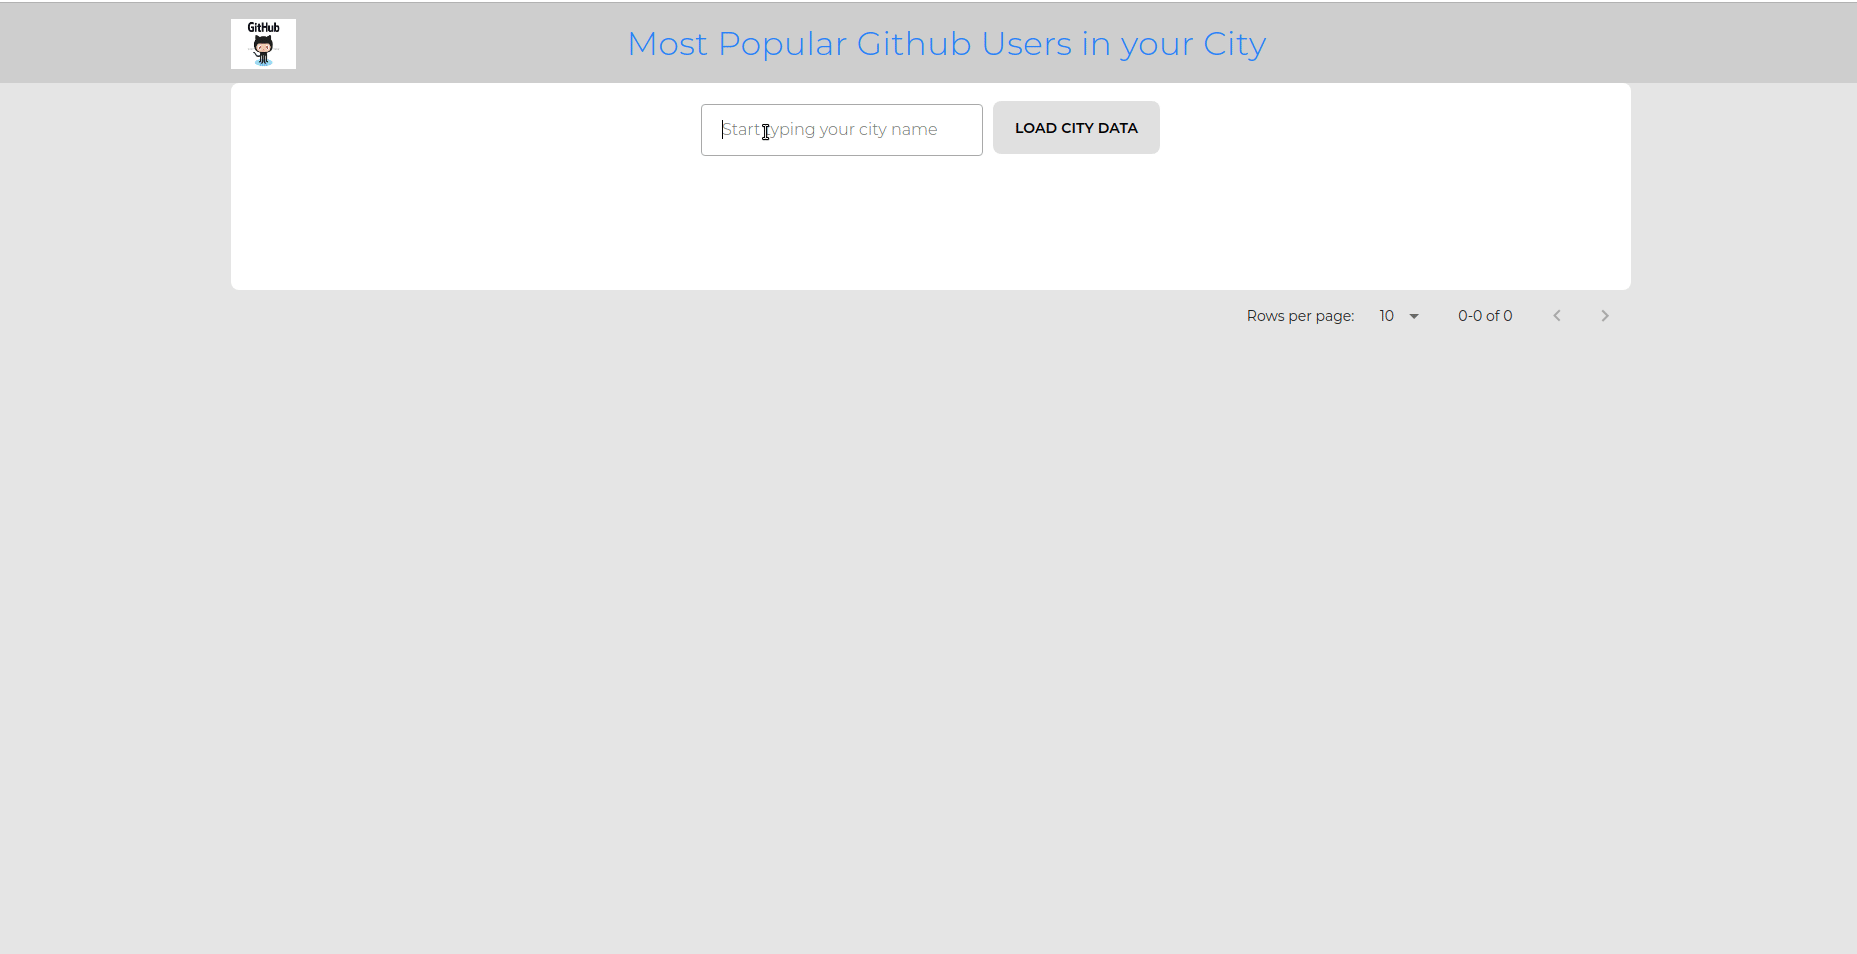 GitHub
Most Popular Github Users in your City
Start typing your city name
LOAD CITY DATA
Rows per page: 10 0-0 of 0